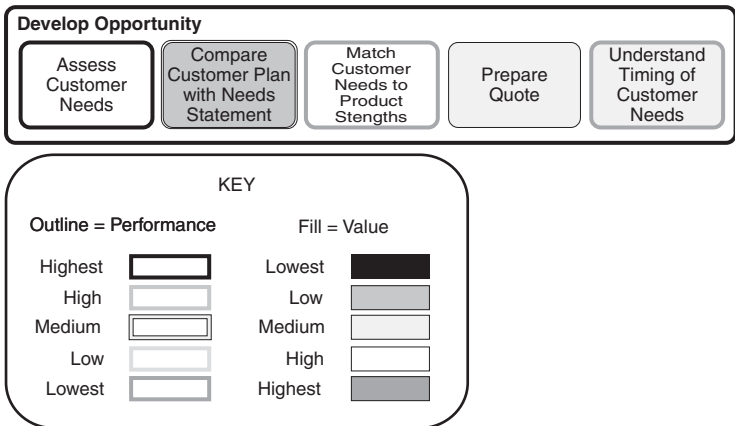 Develop Opportunity
Assess
Customer
Needs
Compare
Customer Plan
with Needs
Statement
Match
Customer
Needs to
Product
Stengths
Prepare
Quote
Understand
Timing of
Customer
Needs
KEY
Outline = Performance
Highest
High
Medium
Low
Lowest
Fill = Value
Lowest
Low
Medium
High
Highest